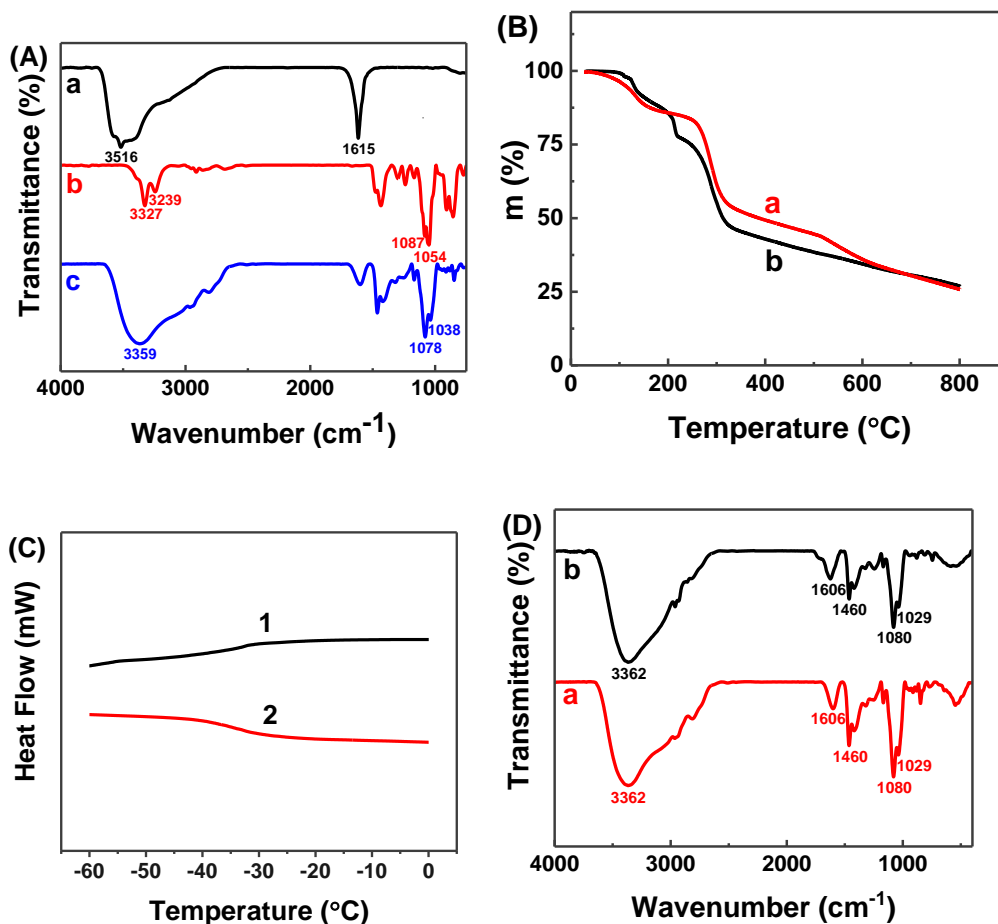 (A)
a
3516
1615
b
3239
3327
1087
1054
c
1038
1078
3359
Transmittance (%)
4000 3000 2000 1000
Wavenumber (cm-1)
(B)
100
75
50
25
0
m (%)
a
b
0 200 400 600 800
Temperature (°C)
(C)
Heat Flow (mW)
1
2
-60 -50 -40 -30 -20 -10 0
Temperature (°C)
(D)
Transmittance (%)
b
1606
1460
1029
1080
3362
a
1606
1460
1029
1080
3362
4000 3000 2000 1000
Wavenumber (cm-1)